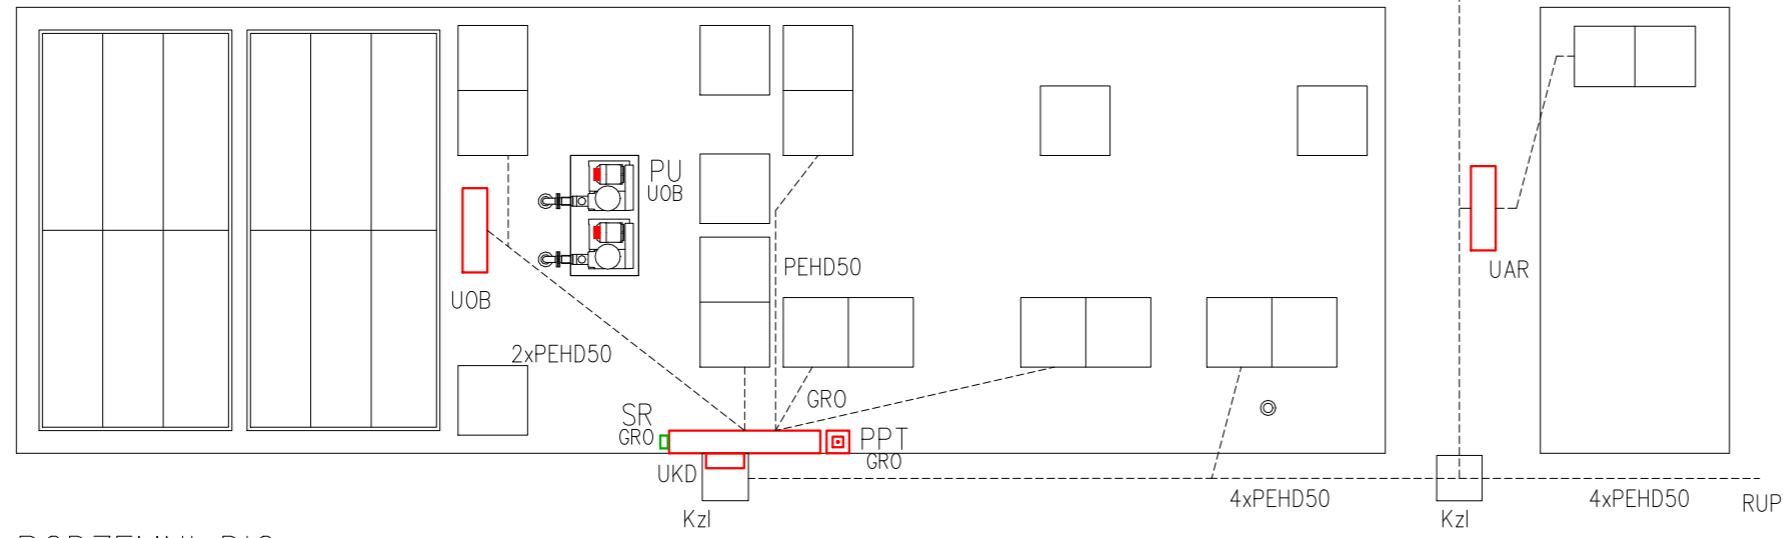 PU
UOB
UOB
PEHD50
UAR
2xPEHD50
GRO
SR
GRO
PPT
GRO
UKD
Kzl
4xPEHD50
Kzl
4xPEHD50
RUP